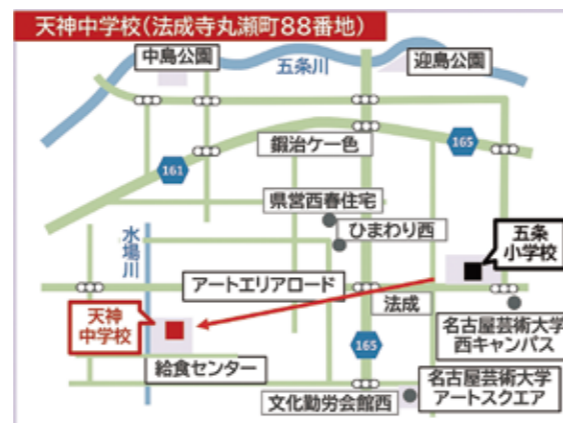 天神中学校(法成寺丸瀬町88番地)
中島公園
五条川
迎島公園
鍛治ケ一色
165
161
県営西春住宅
ひまわり西
水場川
五条
小学校
アートエリアロード
法成
天神
中学校
名古屋芸術大学
西キャンパス
165
給食センター
名古屋芸術大学
アートスクエア
文化勤労会館西